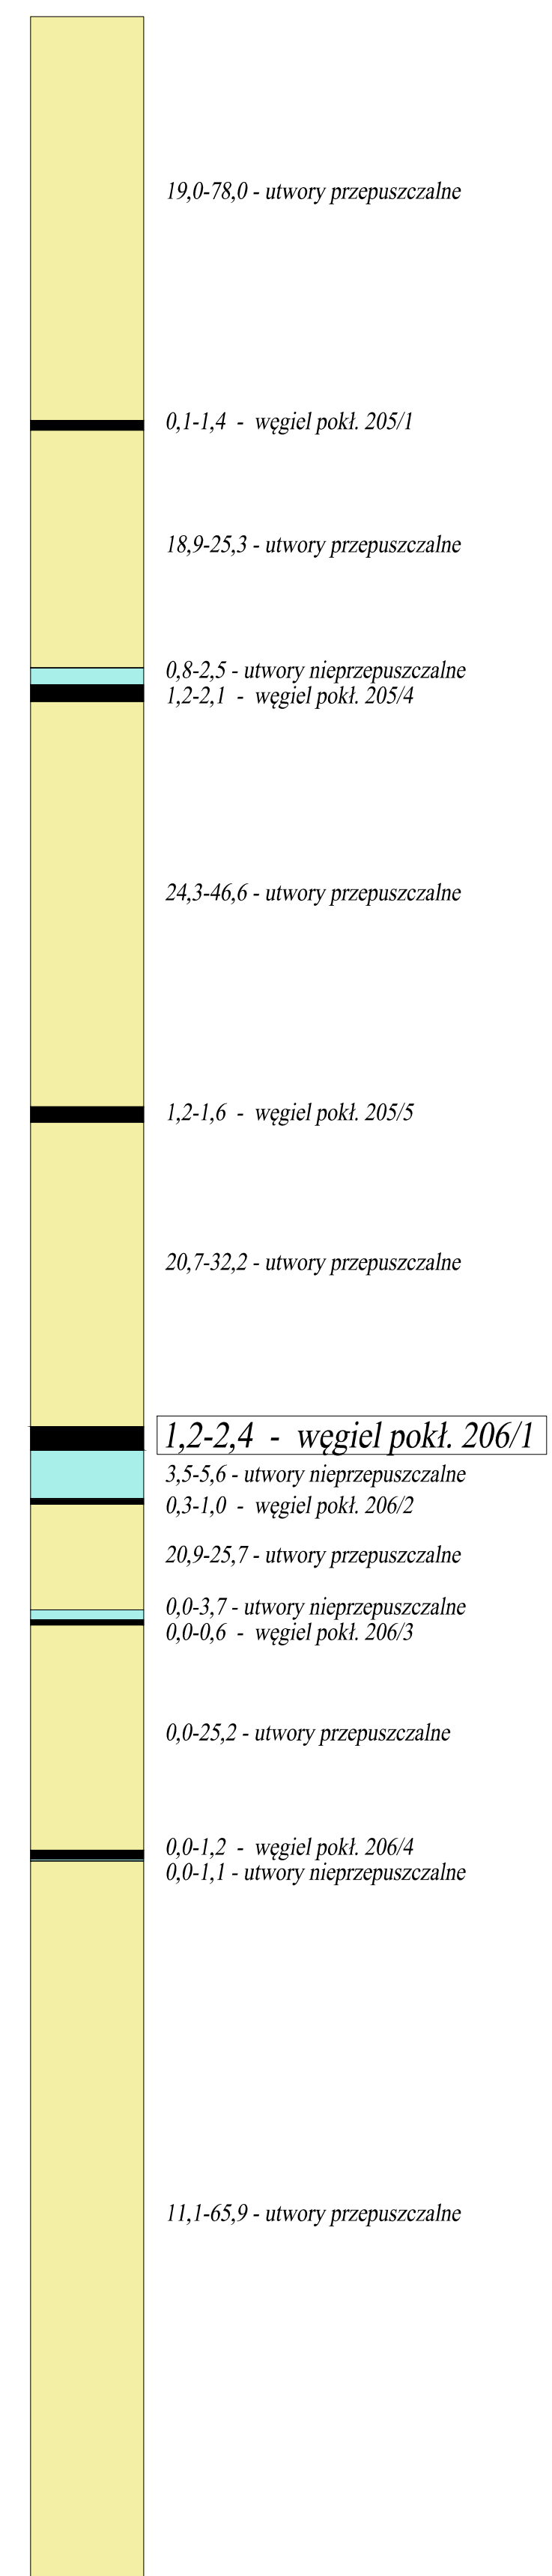 19,0-78,0 - utwory przepuszczalne
0,1-1,4 - węgiel pokł. 205/1
18,9-25,3 - utwory przepuszczalne
0,8-2,5 - utwory nieprzepuszczalne
1,2-2,1 - węgiel pokł. 205/4
24,3-46,6 - utwory przepuszczalne
1,2-1,6 - węgiel pokł. 205/5
20,7-32,2 - utwory przepuszczalne
1,2-2,4 - węgiel pokł. 206/1
3,5-5,6 - utwory nieprzepuszczalne
0,3-1,0 - węgiel pokł. 206/2
20,9-25,7 - utwory przepuszczalne
0,0-3,7 - utwory nieprzepuszczalne
0,0-0,6 - węgiel pokł. 206/3
0,0-25,2 - utwory przepuszczalne
0,0-1,2 - węgiel pokł. 206/4
0,0-1,1 - utwory nieprzepuszczalne
11,1-65,9 - utwory przepuszczalne